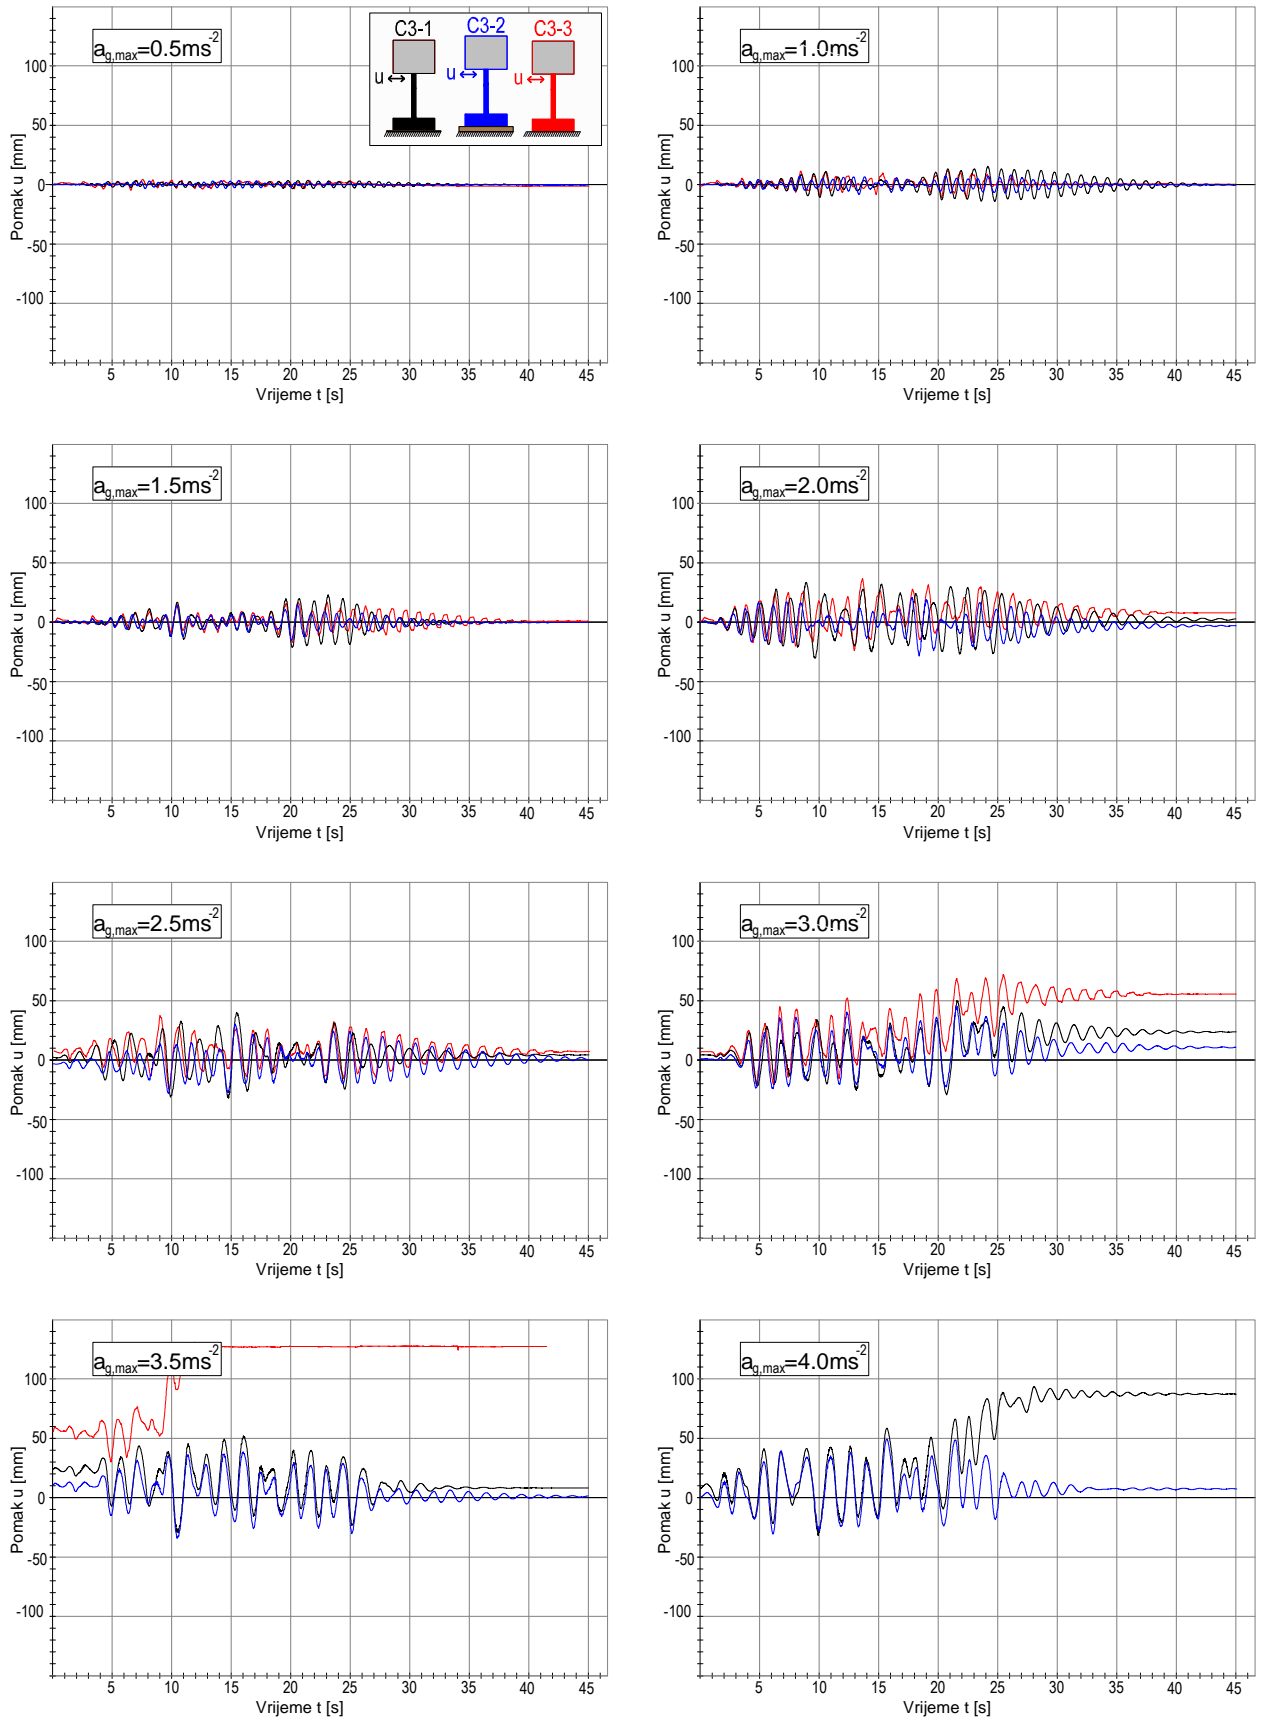 a_g,max=0.5ms^-2
C3-1 C3-2 C3-3
u u u
Pomak u [mm]
100
50
0
-50
-100
5 10 15 20 25 30 35 40 45
Vrijeme t [s]
a_g,max=1.0ms^-2
Pomak u [mm]
100
50
0
-50
-100
5 10 15 20 25 30 35 40 45
Vrijeme t [s]
a_g,max=1.5ms^-2
Pomak u [mm]
100
50
0
-50
-100
5 10 15 20 25 30 35 40 45
Vrijeme t [s]
a_g,max=2.0ms^-2
Pomak u [mm]
100
50
0
-50
-100
5 10 15 20 25 30 35 40 45
Vrijeme t [s]
a_g,max=2.5ms^-2
Pomak u [mm]
100
50
0
-50
-100
5 10 15 20 25 30 35 40 45
Vrijeme t [s]
a_g,max=3.0ms^-2
Pomak u [mm]
100
50
0
-50
-100
5 10 15 20 25 30 35 40 45
Vrijeme t [s]
a_g,max=3.5ms^-2
Pomak u [mm]
100
50
0
-50
-100
5 10 15 20 25 30 35 40 45
Vrijeme t [s]
a_g,max=4.0ms^-2
Pomak u [mm]
100
50
0
-50
-100
5 10 15 20 25 30 35 40 45
Vrijeme t [s]